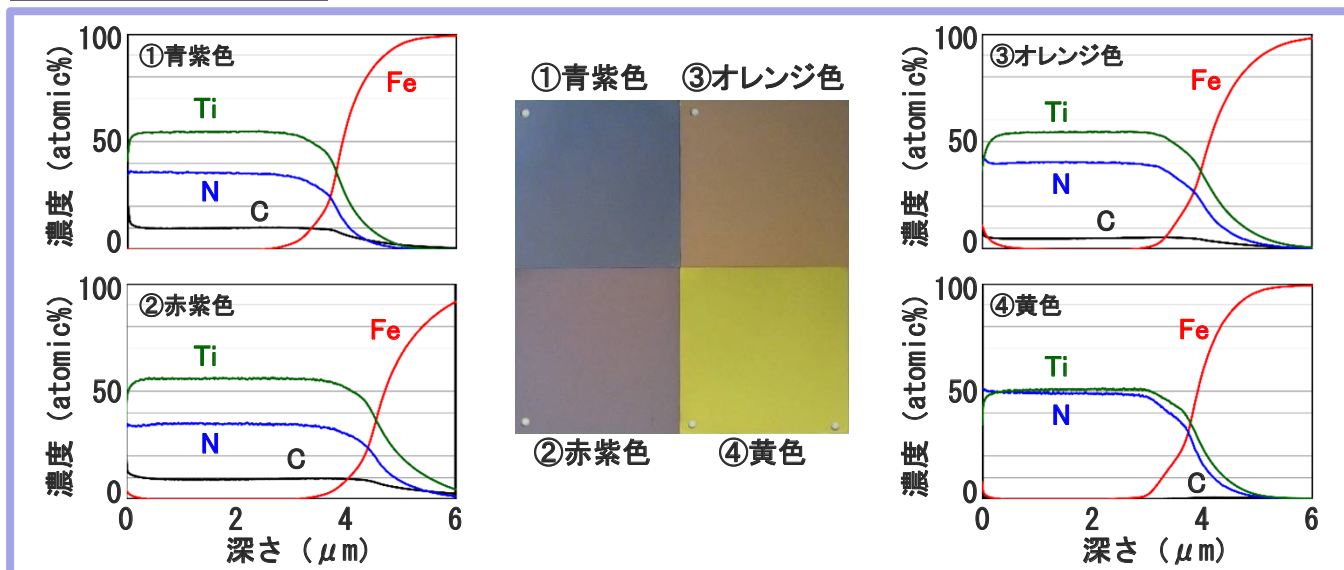 ①青紫色
Fe
Ti
N
C
100
50
0
濃度 (atomic%)
②赤紫色
Fe
Ti
N
C
100
50
0
濃度 (atomic%)
0 2 4 6
深さ (μm)
①青紫色 ③オレンジ色
②赤紫色 ④黄色
③オレンジ色
Fe
Ti
N
C
100
50
0
濃度 (atomic%)
④黄色
Fe
Ti
N
C
100
50
0
濃度 (atomic%)
0 2 4 6
深さ (μm)